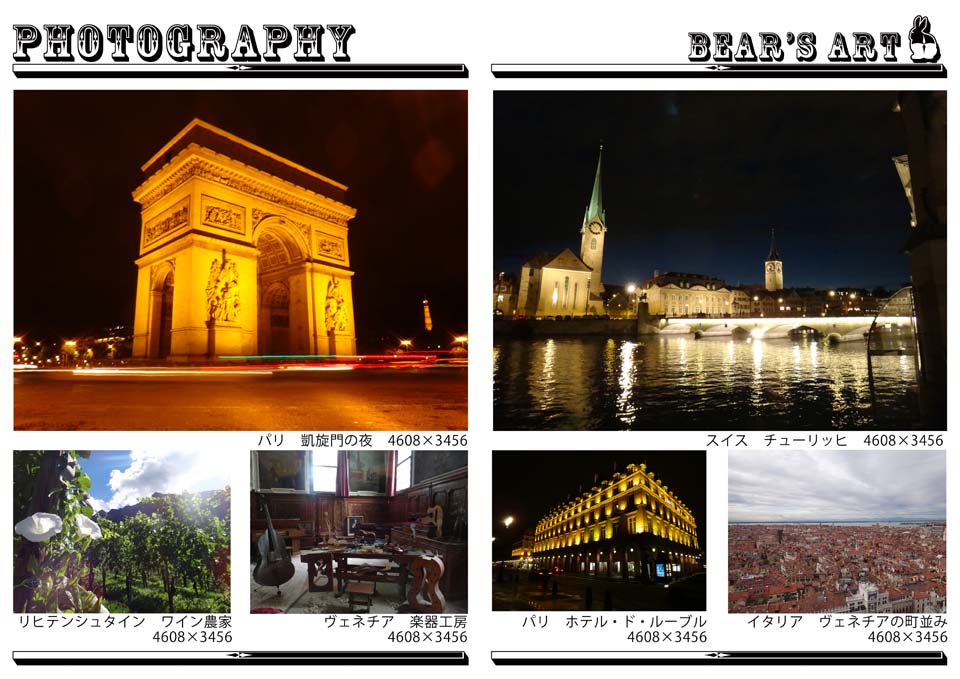 PHOTOGRAPHY
BEAR'S ART
パリ　凱旋門の夜　4608×3456
スイス　チューリッヒ　4608×3456
リヒテンシュタイン　ワイン農家
4608×3456
ヴェネチア　楽器工房
4608×3456
パリ　ホテル・ド・ルーブル
4608×3456
イタリア　ヴェネチアの町並み
4608×3456